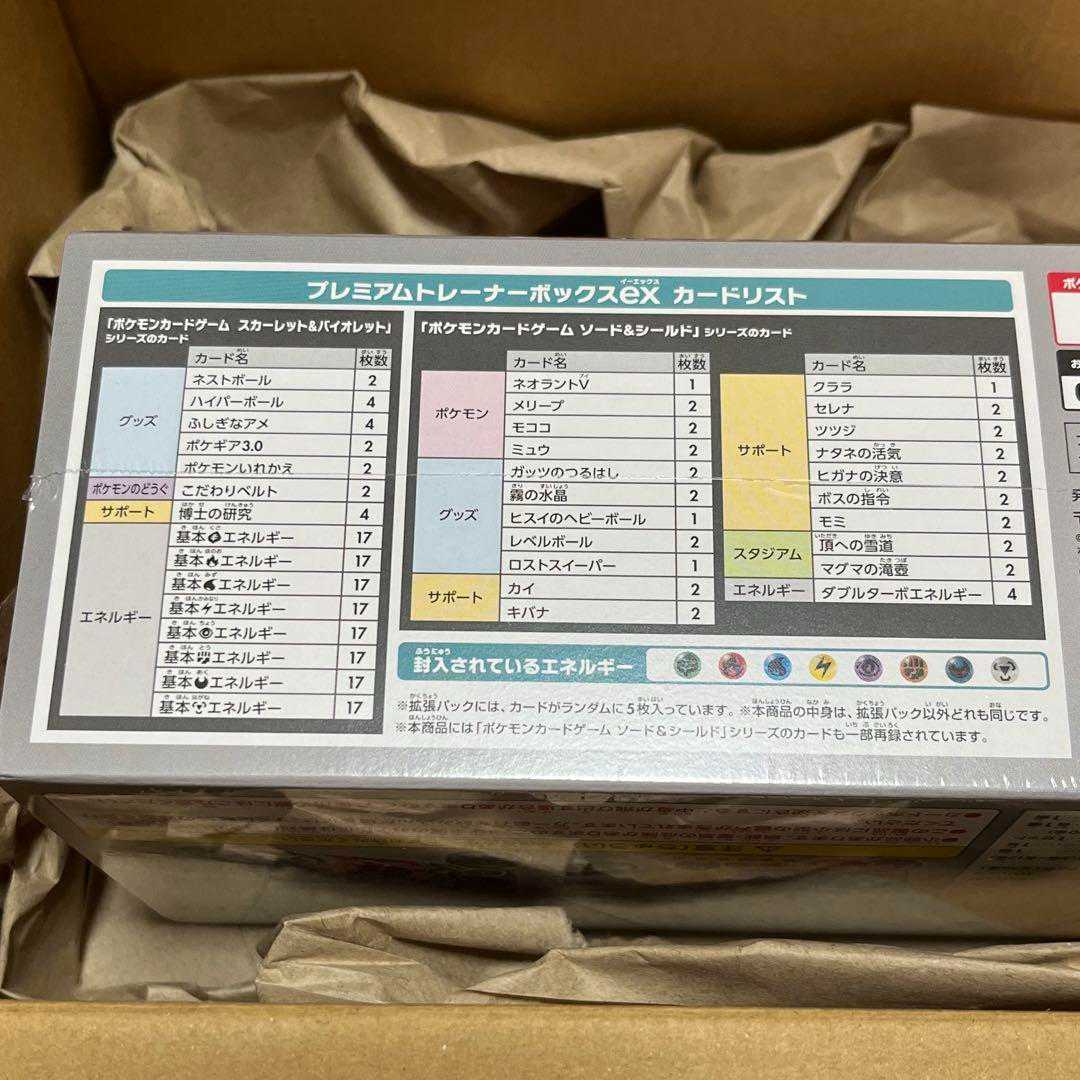 プレミアムトレーナーボックスex カードリスト
イーエックス
「ポケモンカードゲーム スカーレット&バイオレット」
シリーズのカード
カード名 枚数
グッズ
ネストボール 2
ハイパーボール 4
ふしぎなアメ 4
ポケギア3.0 2
ポケモンいれかえ 2
ポケモンのどうぐ こだわりベルト 2
サポート 博士の研究 4
エネルギー
基本エネルギー 17
基本エネルギー 17
基本エネルギー 17
基本エネルギー 17
基本エネルギー 17
基本エネルギー 17
基本エネルギー 17
基本エネルギー 17
「ポケモンカードゲーム ソード&シールド」シリーズのカード
カード名 枚数
ポケモン
ネオラントV 1
メリープ 2
モココ 2
ミュウ 2
グッズ
ガッツのつるはし 2
霧の水晶 2
ヒスイのヘビーボール 1
レベルボール 2
ロストスイーパー 1
サポート
カイ 2
キバナ 2
カード名 枚数
サポート
クララ 1
セレナ 2
ツツジ 2
ナタネの活気 2
ヒガナの決意 2
ボスの指令 2
モミ 2
スタジアム
頂への雪道 2
マグマの滝壺 2
エネルギー ダブルターボエネルギー 4
封入されているエネルギー
※拡張パックには、カードがランダムに5枚入っています。※本商品の中身は、拡張パック以外どれも同じです。
※本商品には「ポケモンカードゲーム ソード&シールド」シリーズのカードも一部再録されています。